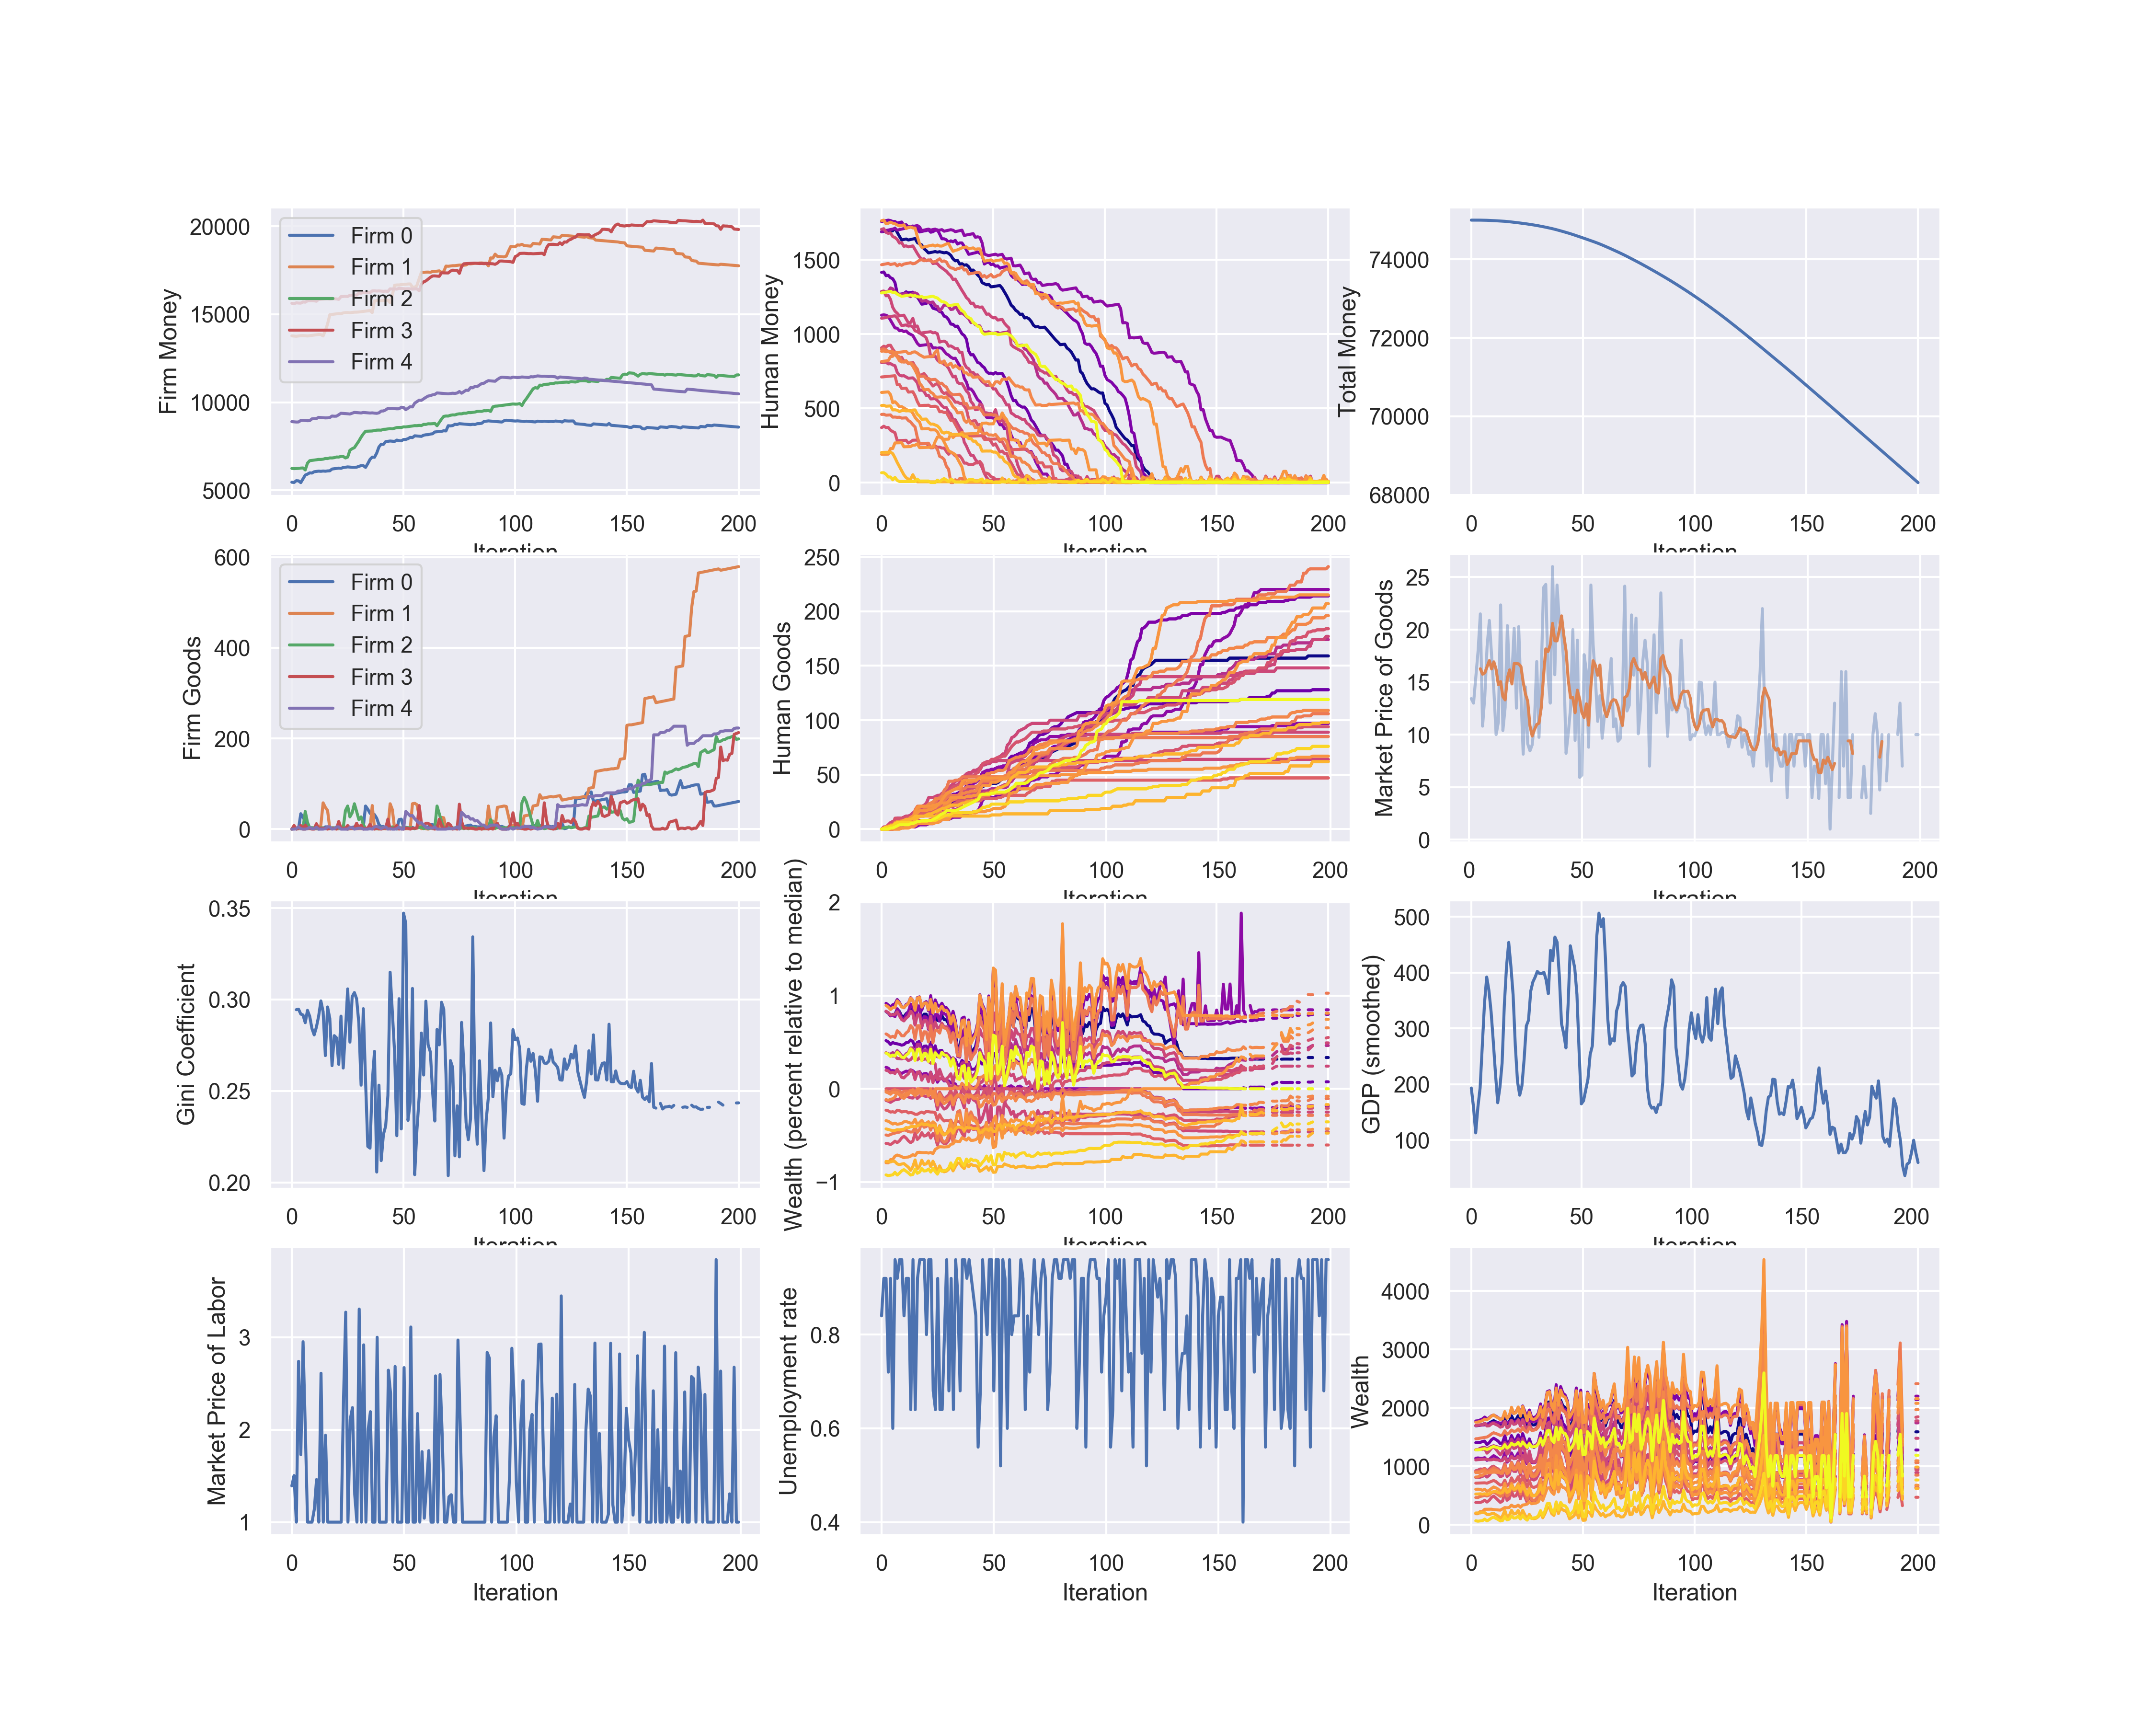 Firm Money
20000
15000
10000
5000
Firm 0
Firm 1
Firm 2
Firm 3
Firm 4
0 50 100 150 200
Iteration
Human Money
1500
1000
500
0
0 50 100 150 200
Iteration
Total Money
74000
72000
70000
68000
0 50 100 150 200
Iteration
Firm Goods
600
400
200
0
Firm 0
Firm 1
Firm 2
Firm 3
Firm 4
0 50 100 150 200
Iteration
Human Goods
250
200
150
100
50
0
0 50 100 150 200
Iteration
Market Price of Goods
25
20
15
10
5
0
0 50 100 150 200
Iteration
Gini Coefficient
0.35
0.30
0.25
0.20
0 50 100 150 200
Iteration
Wealth (percent relative to median)
2
1
0
−1
0 50 100 150 200
Iteration
GDP (smoothed)
500
400
300
200
100
0 50 100 150 200
Iteration
Market Price of Labor
3
2
1
0 50 100 150 200
Iteration
Unemployment rate
0.8
0.6
0.4
0 50 100 150 200
Iteration
Wealth
4000
3000
2000
1000
0
0 50 100 150 200
Iteration